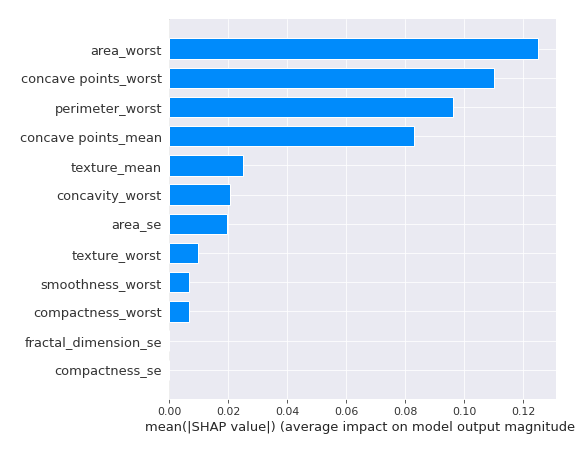 area_worst
concave points_worst
perimeter_worst
concave points_mean
texture_mean
concavity_worst
area_se
texture_worst
smoothness_worst
compactness_worst
fractal_dimension_se
compactness_se
0.00 0.02 0.04 0.06 0.08 0.10 0.12
mean(|SHAP value|) (average impact on model output magnitude